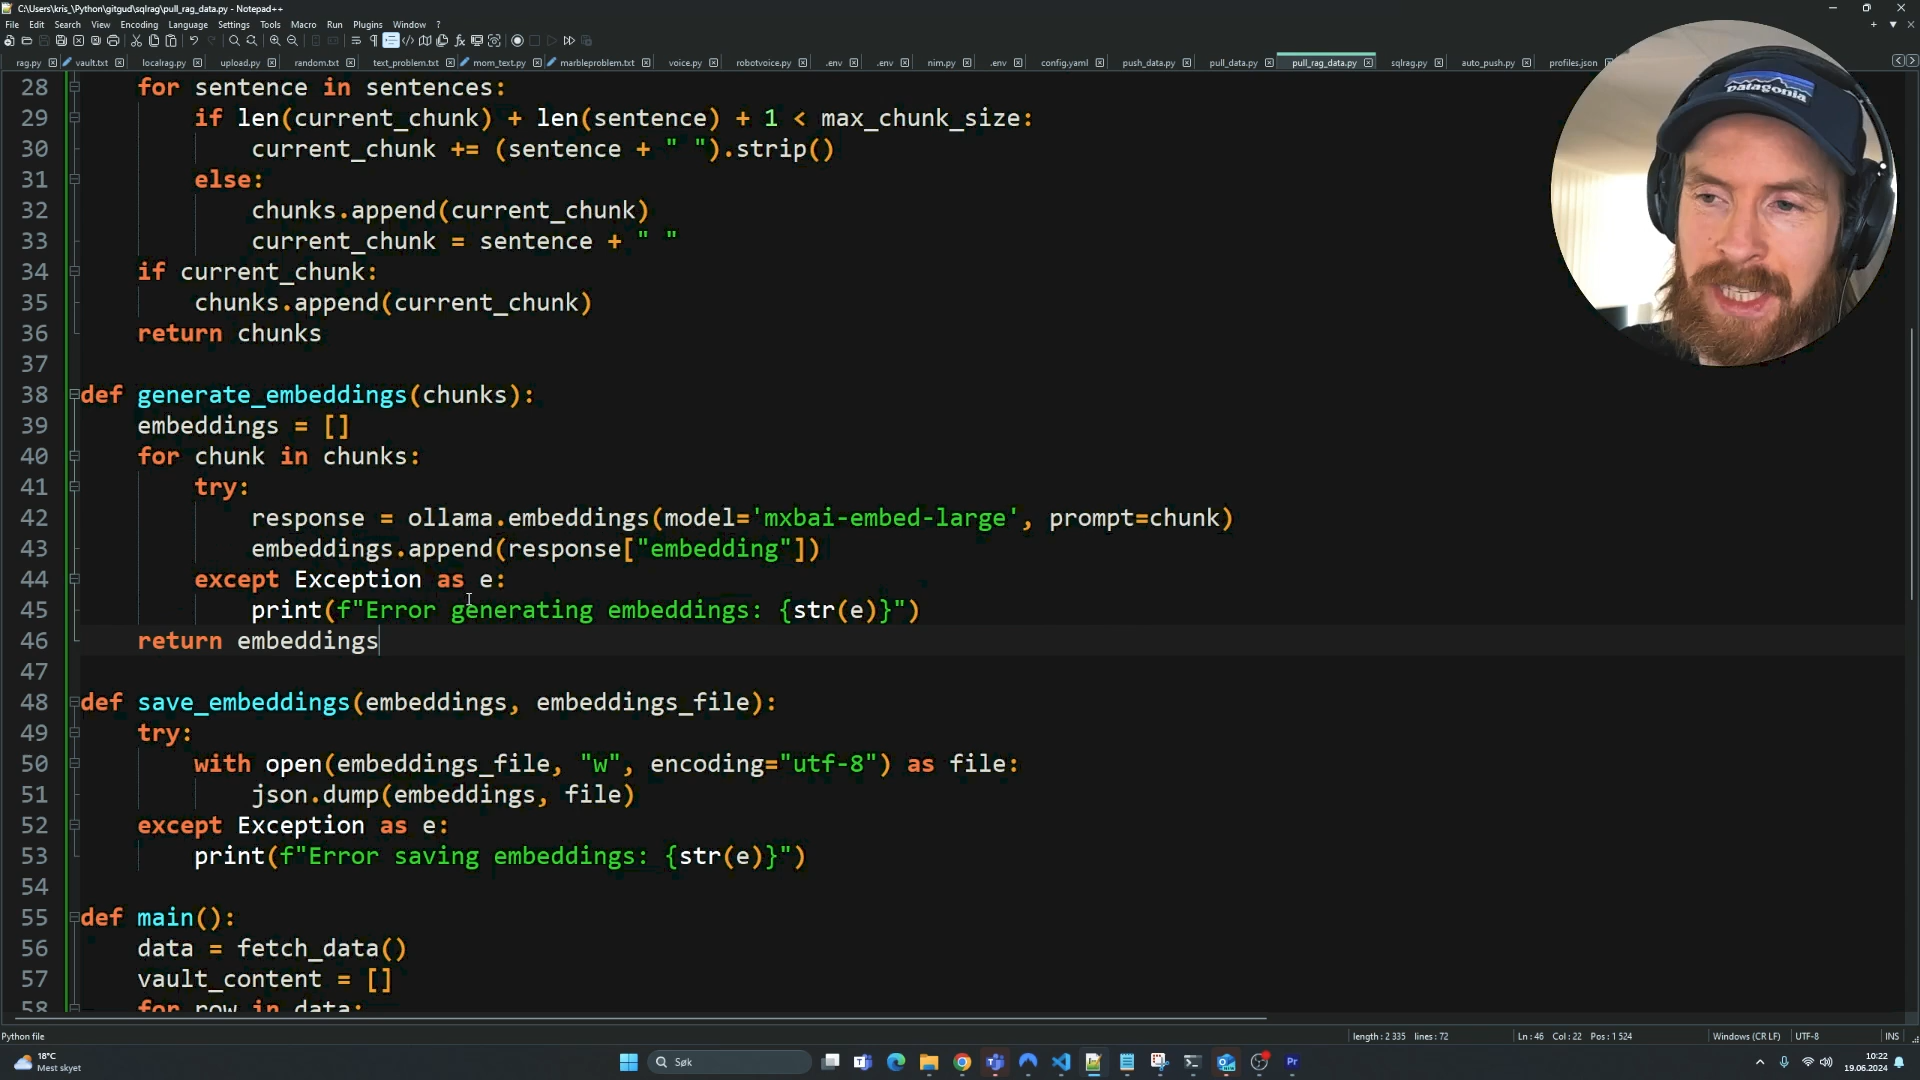 C:\Users\kris_\Python\gitgud\sqlrag\pull_rag_data.py - Notepad++
File Edit Search View Encoding Language Settings Tools Macro Run Plugins Window ?
rag.py vault.txt localrag.py upload.py random.txt text_problem.txt mom_text.py marbleproblem.txt voice.py robotvoice.py .env .env nim.py .env config.yaml push_data.py pull_data.py pull_rag_data.py sqlrag.py auto_push.py profiles.json
patagonia
28 for sentence in sentences:
29 if len(current_chunk) + len(sentence) + 1 < max_chunk_size:
30 current_chunk += (sentence + " ").strip()
31 else:
32 chunks.append(current_chunk)
33 current_chunk = sentence + " "
34 if current_chunk:
35 chunks.append(current_chunk)
36 return chunks
37
38 def generate_embeddings(chunks):
39 embeddings = []
40 for chunk in chunks:
41 try:
42 response = ollama.embeddings(model='mxbai-embed-large', prompt=chunk)
43 embeddings.append(response["embedding"])
44 except Exception as e:
45 print(f"Error generating embeddings: {str(e)}")
46 return embeddings
47
48 def save_embeddings(embeddings, embeddings_file):
49 try:
50 with open(embeddings_file, "w", encoding="utf-8") as file:
51 json.dump(embeddings, file)
52 except Exception as e:
53 print(f"Error saving embeddings: {str(e)}")
54
55 def main():
56 data = fetch_data()
57 vault_content = []
58 for row in data:
Python file length : 2 335 lines : 72 Ln : 46 Col : 22 Pos : 1 524 Windows (CR LF) UTF-8 INS
18°C
Mest skyet
Søk
Pr
10:22
19.06.2024